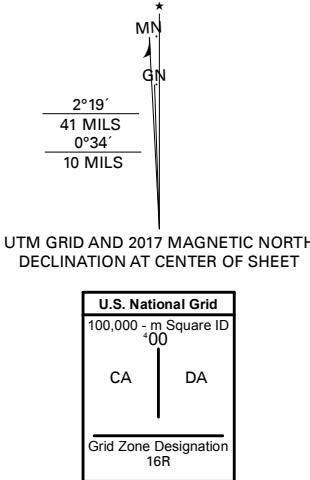 ★
MN
GN
2°19´
41 MILS
0°34´
10 MILS
UTM GRID AND 2017 MAGNETIC NORTH
DECLINATION AT CENTER OF SHEET
U.S. National Grid
100,000 - m Square ID
⁴00
CA DA
Grid Zone Designation
16R